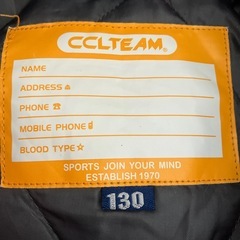 CCLTEAM
NAME
ADDRESS
PHONE ☎
MOBILE PHONE
BLOOD TYPE☆
SPORTS JOIN YOUR MIND
ESTABLISH 1970
130